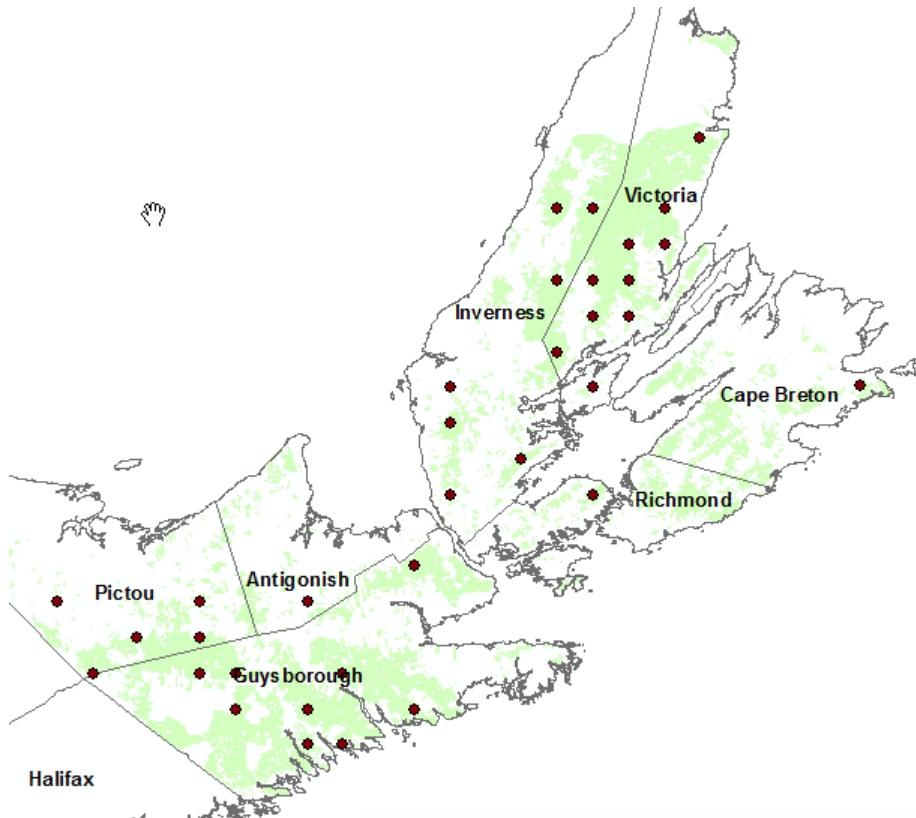 Victoria
Inverness
Cape Breton
Richmond
Antigonish
Pictou
Guysborough
Halifax